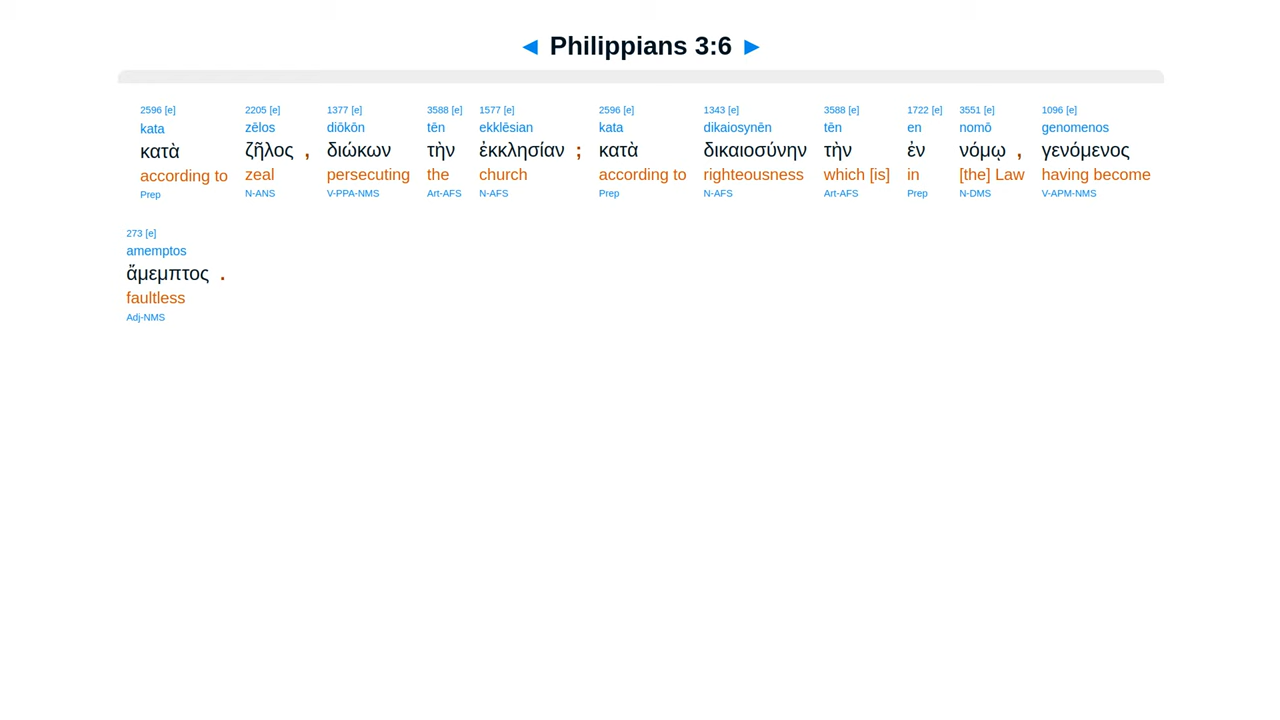 ◄ Philippians 3:6 ►
2596 [e] 2205 [e] 1377 [e] 3588 [e] 1577 [e] 2596 [e] 1343 [e] 3588 [e] 1722 [e] 3551 [e] 1096 [e]
kata zēlos diōkōn tēn ekklēsian kata dikaiosynēn tēn en nomō genomenos
κατὰ ζῆλος , διώκων τὴν ἐκκλησίαν ; κατὰ δικαιοσύνην τὴν ἐν νόμῳ , γενόμενος
according to zeal persecuting the church according to righteousness which [is] in [the] Law having become
Prep N-ANS V-PPA-NMS Art-AFS N-AFS Prep N-AFS Art-AFS Prep N-DMS V-APM-NMS
273 [e]
amemptos
ἄμεμπτος .
faultless
Adj-NMS